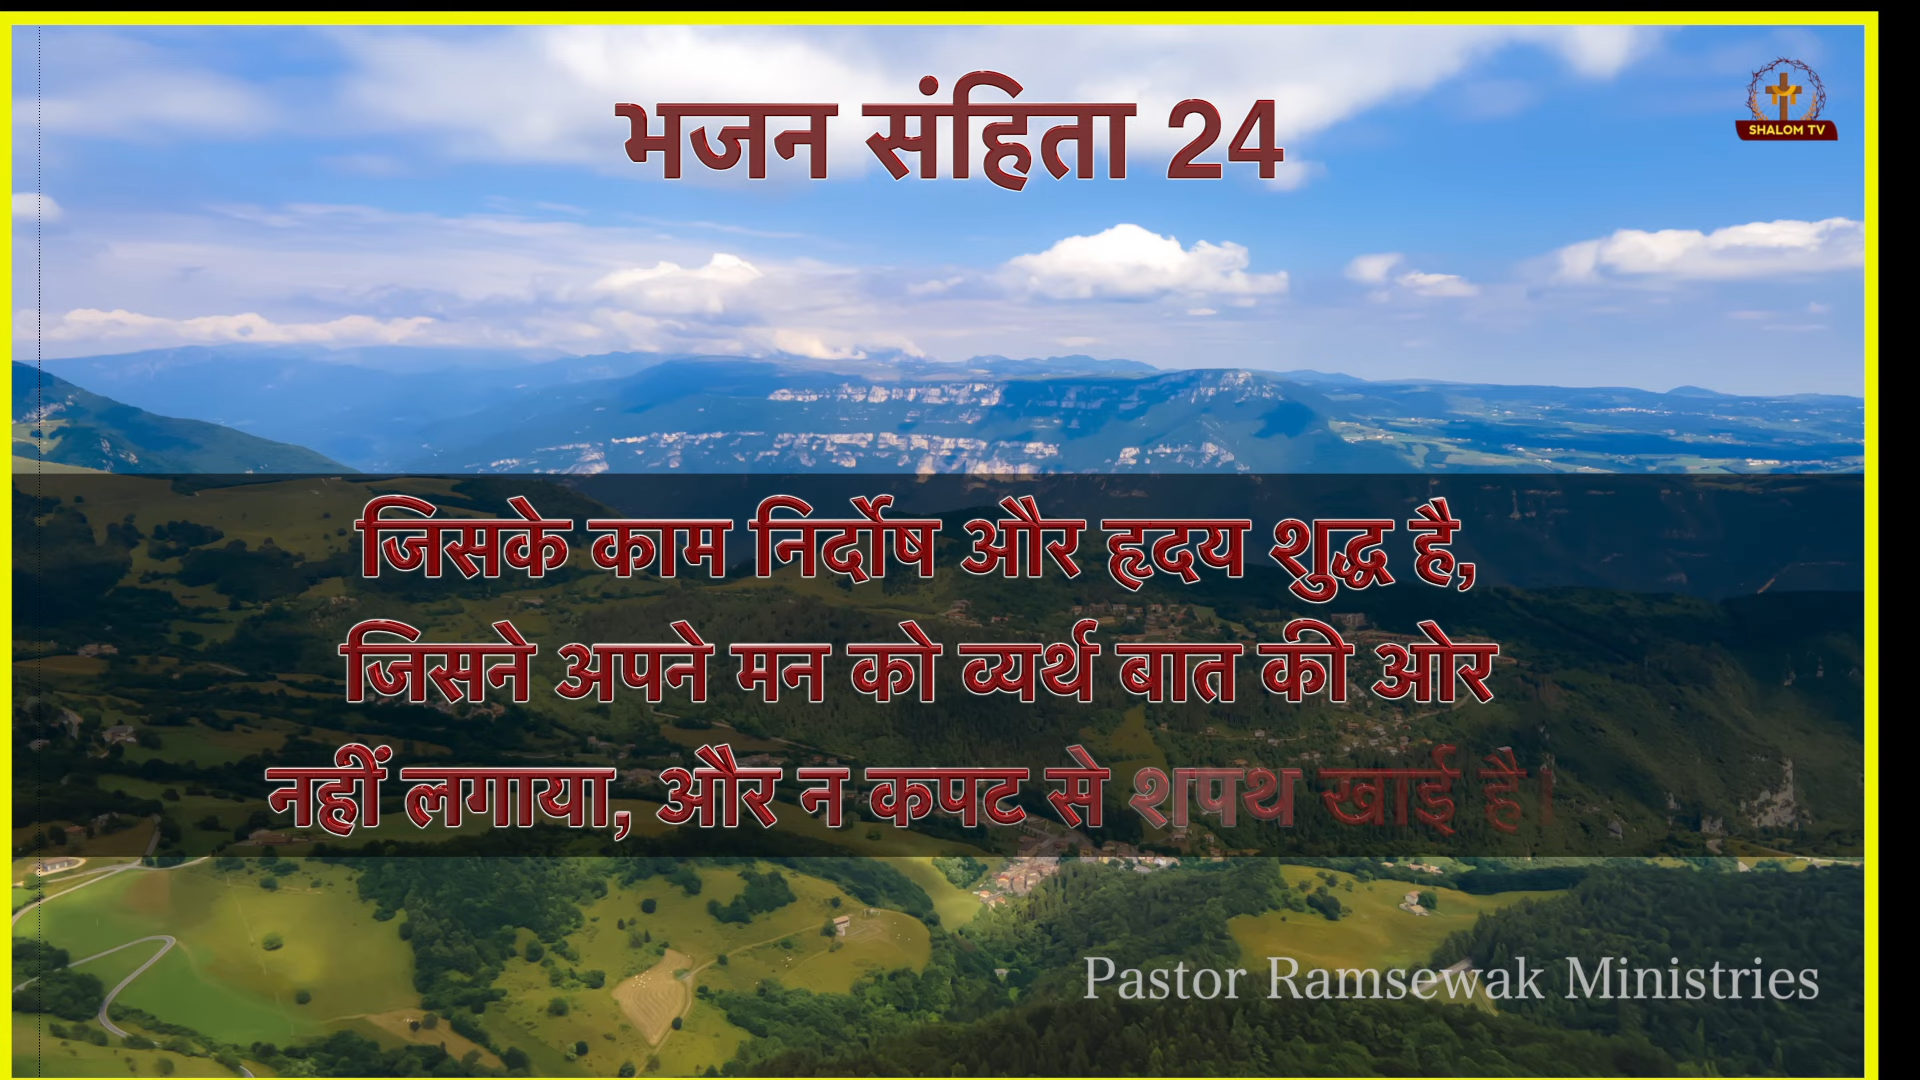 भजन संहिता 24
SHALOM TV
जिसके काम निर्दोष और हृदय शुद्ध है,
जिसने अपने मन को व्यर्थ बात की ओर
नहीं लगाया, और न कपट से शपथ खाई है।
Pastor Ramsewak Ministries